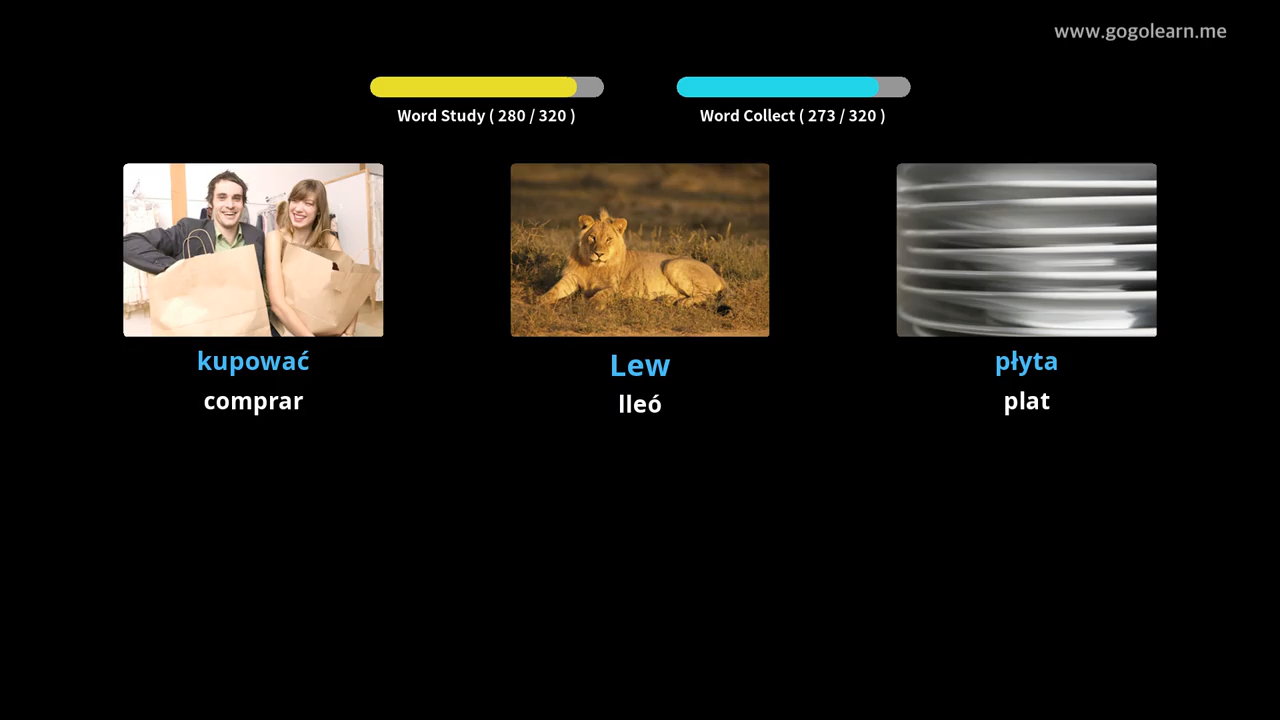 www.gogolearn.me
Word Study ( 280 / 320 )
Word Collect ( 273 / 320 )
kupować
comprar
Lew
lleó
płyta
plat